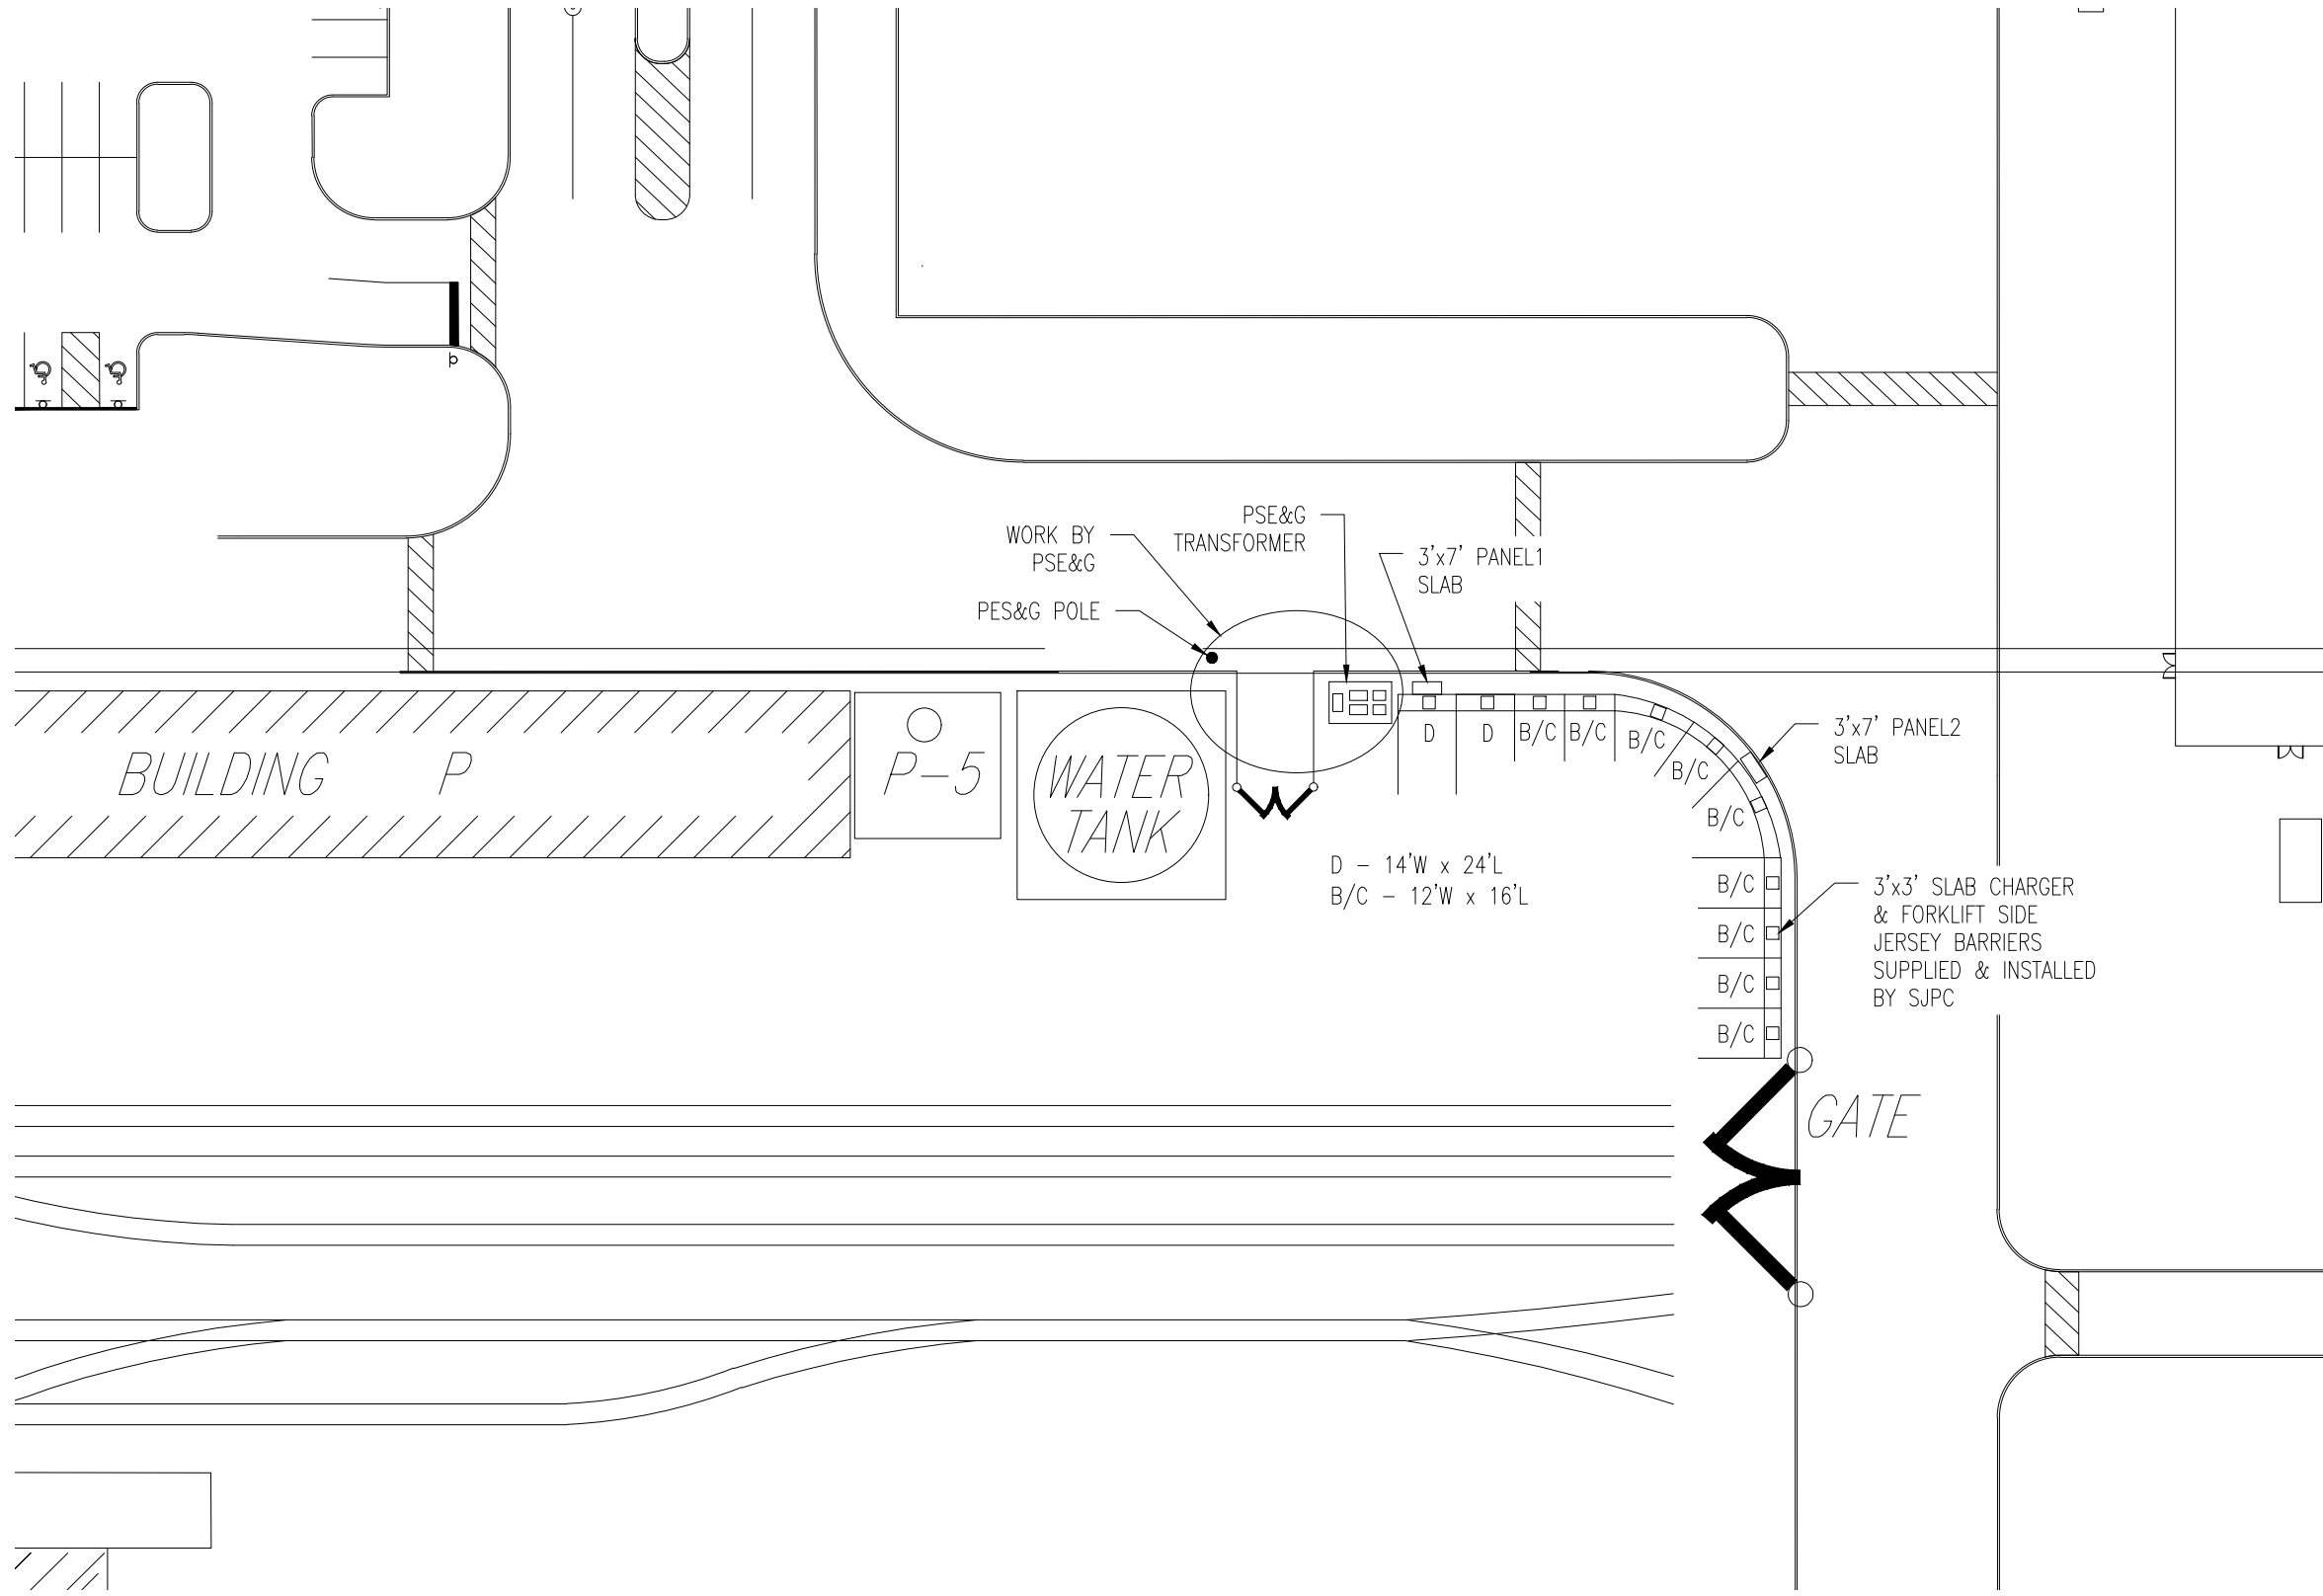 PSE&G
TRANSFORMER
WORK BY
PSE&G
3'x7' PANEL1
SLAB
PES&G POLE
BUILDING P
P-5
WATER
TANK
D
D
B/C
B/C
B/C
B/C
B/C
3'x7' PANEL2
SLAB
D - 14'W x 24'L
B/C - 12'W x 16'L
B/C
B/C
B/C
B/C
3'x3' SLAB CHARGER
& FORKLIFT SIDE
JERSEY BARRIERS
SUPPLIED & INSTALLED
BY SJPC
GATE